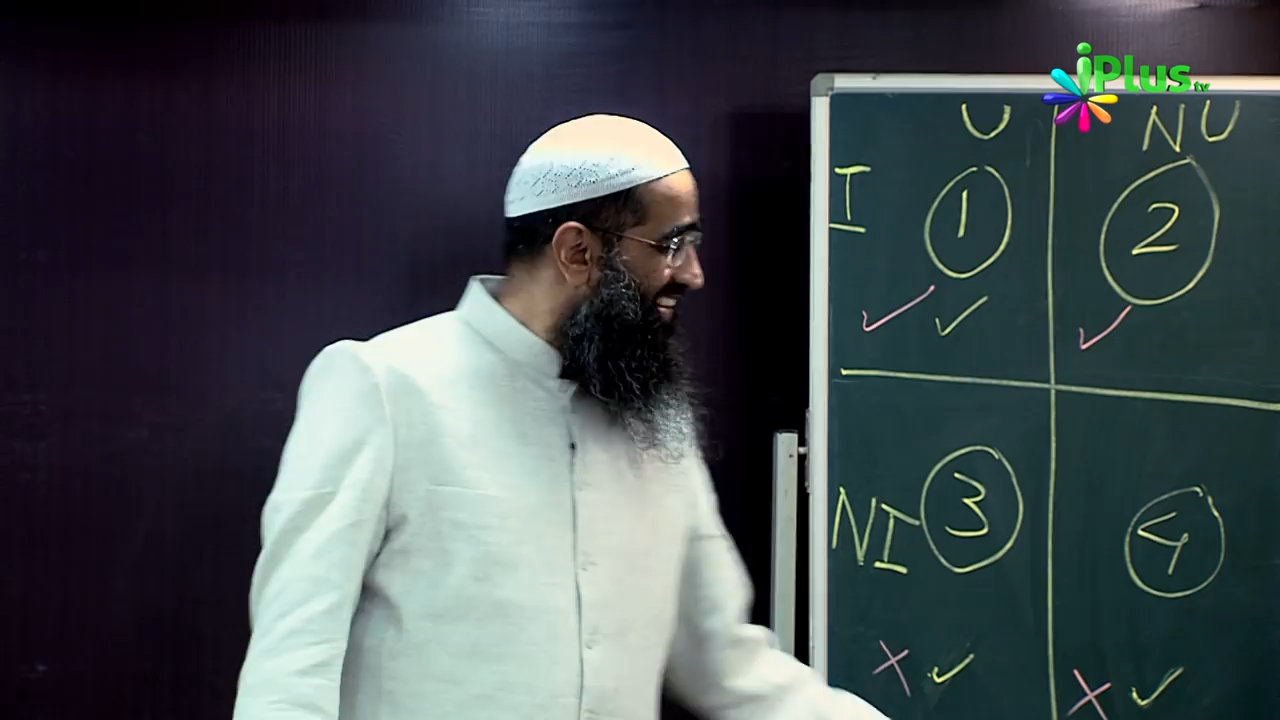 iPlus tv
U NU
I 1 2
✓ ✓ ✓
NI 3 4
✗ ✓ ✗ ✓